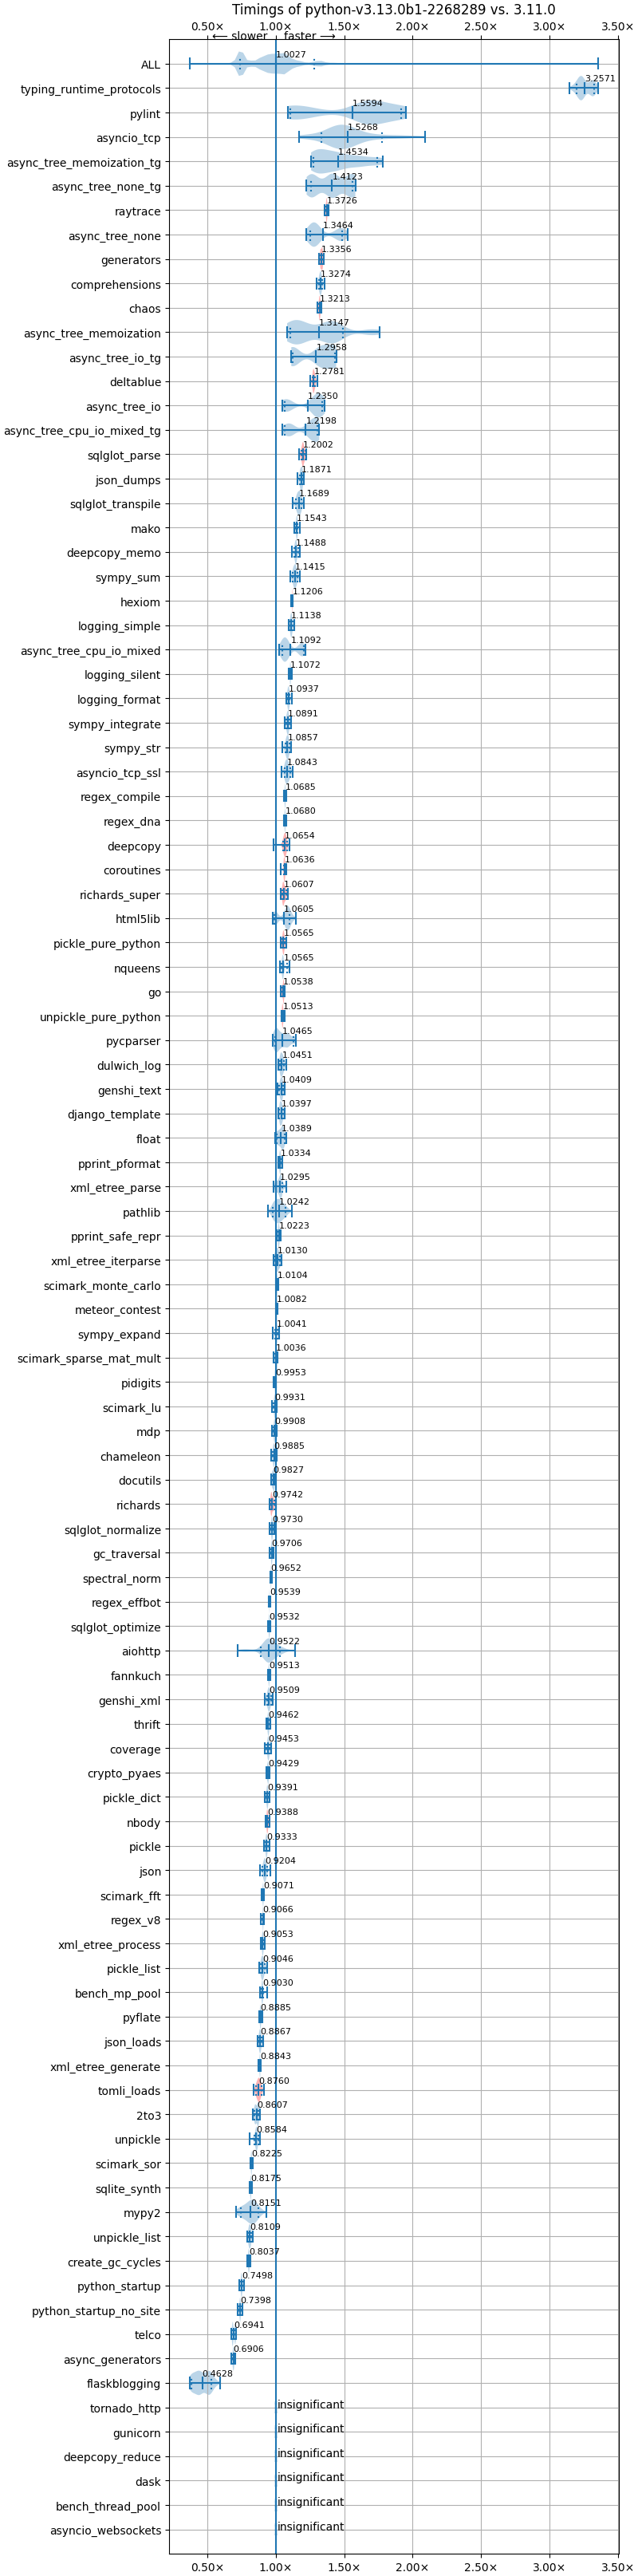 Timings of python-v3.13.0b1-2268289 vs. 3.11.0
0.50× 1.00× 1.50× 2.00× 2.50× 3.00× 3.50×
⟵ slower faster ⟶
ALL 1.0027
typing_runtime_protocols 3.2571
pylint 1.5594
asyncio_tcp 1.5268
async_tree_memoization_tg 1.4534
async_tree_none_tg 1.4123
raytrace 1.3726
async_tree_none 1.3464
generators 1.3356
comprehensions 1.3274
chaos 1.3213
async_tree_memoization 1.3147
async_tree_io_tg 1.2958
deltablue 1.2781
async_tree_io 1.2350
async_tree_cpu_io_mixed_tg 1.2198
sqlglot_parse 1.2002
json_dumps 1.1871
sqlglot_transpile 1.1689
mako 1.1543
deepcopy_memo 1.1488
sympy_sum 1.1415
hexiom 1.1206
logging_simple 1.1138
async_tree_cpu_io_mixed 1.1092
logging_silent 1.1072
logging_format 1.0937
sympy_integrate 1.0891
sympy_str 1.0857
asyncio_tcp_ssl 1.0843
regex_compile 1.0685
regex_dna 1.0680
deepcopy 1.0654
coroutines 1.0636
richards_super 1.0607
html5lib 1.0605
pickle_pure_python 1.0565
nqueens 1.0565
go 1.0538
unpickle_pure_python 1.0513
pycparser 1.0465
dulwich_log 1.0451
genshi_text 1.0409
django_template 1.0397
float 1.0389
pprint_pformat 1.0334
xml_etree_parse 1.0295
pathlib 1.0242
pprint_safe_repr 1.0223
xml_etree_iterparse 1.0130
scimark_monte_carlo 1.0104
meteor_contest 1.0082
sympy_expand 1.0041
scimark_sparse_mat_mult 1.0036
pidigits 0.9953
scimark_lu 0.9931
mdp 0.9908
chameleon 0.9885
docutils 0.9827
richards 0.9742
sqlglot_normalize 0.9730
gc_traversal 0.9706
spectral_norm 0.9652
regex_effbot 0.9539
sqlglot_optimize 0.9532
aiohttp 0.9522
fannkuch 0.9513
genshi_xml 0.9509
thrift 0.9462
coverage 0.9453
crypto_pyaes 0.9429
pickle_dict 0.9391
nbody 0.9388
pickle 0.9333
json 0.9204
scimark_fft 0.9071
regex_v8 0.9066
xml_etree_process 0.9053
pickle_list 0.9046
bench_mp_pool 0.9030
pyflate 0.8885
json_loads 0.8867
xml_etree_generate 0.8843
tomli_loads 0.8760
2to3 0.8607
unpickle 0.8584
scimark_sor 0.8225
sqlite_synth 0.8175
mypy2 0.8151
unpickle_list 0.8109
create_gc_cycles 0.8037
python_startup 0.7498
python_startup_no_site 0.7398
telco 0.6941
async_generators 0.6906
flaskblogging 0.4628
tornado_http insignificant
gunicorn insignificant
deepcopy_reduce insignificant
dask insignificant
bench_thread_pool insignificant
asyncio_websockets insignificant
0.50× 1.00× 1.50× 2.00× 2.50× 3.00× 3.50×